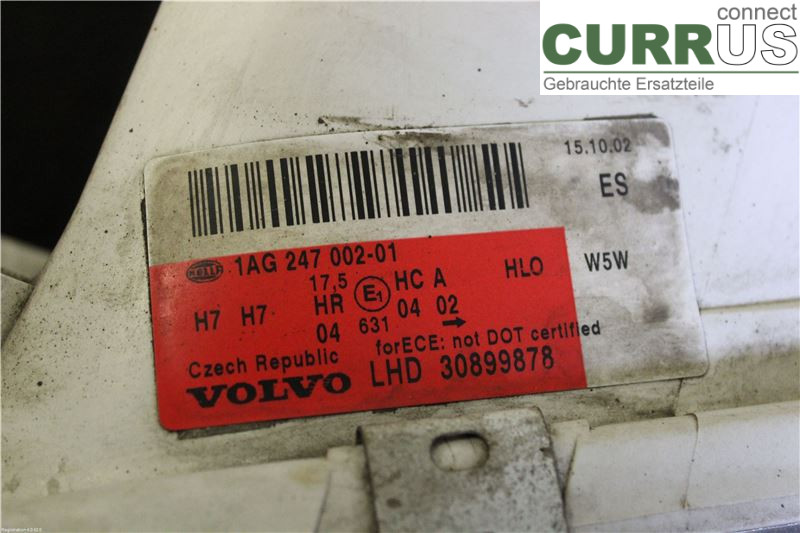 connect
CURRUS
Gebrauchte Ersatzteile
15.10.02
ES
HELLA 1AG 247 002-01
17,5 HC A HLO W5W
H7 H7 HR E1 04 02
04 631 →
forECE: not DOT certified
Czech Republic
VOLVO LHD 30899878